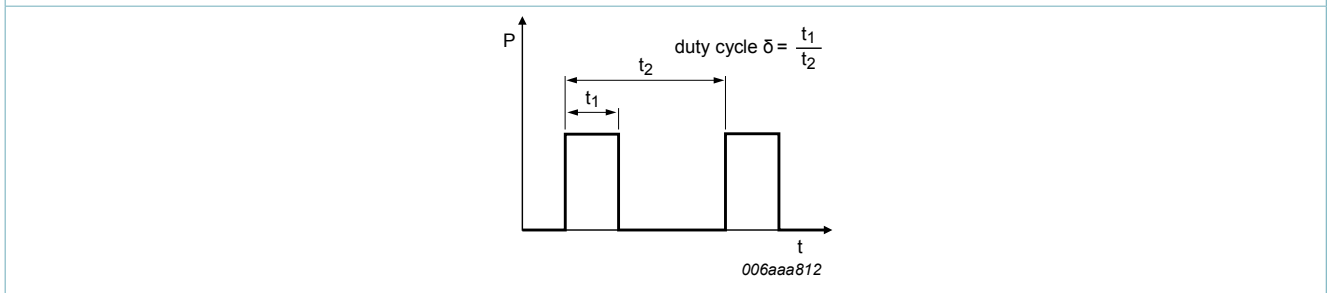 P
duty cycle δ = t1
t2
t2
t1
t
006aaa812